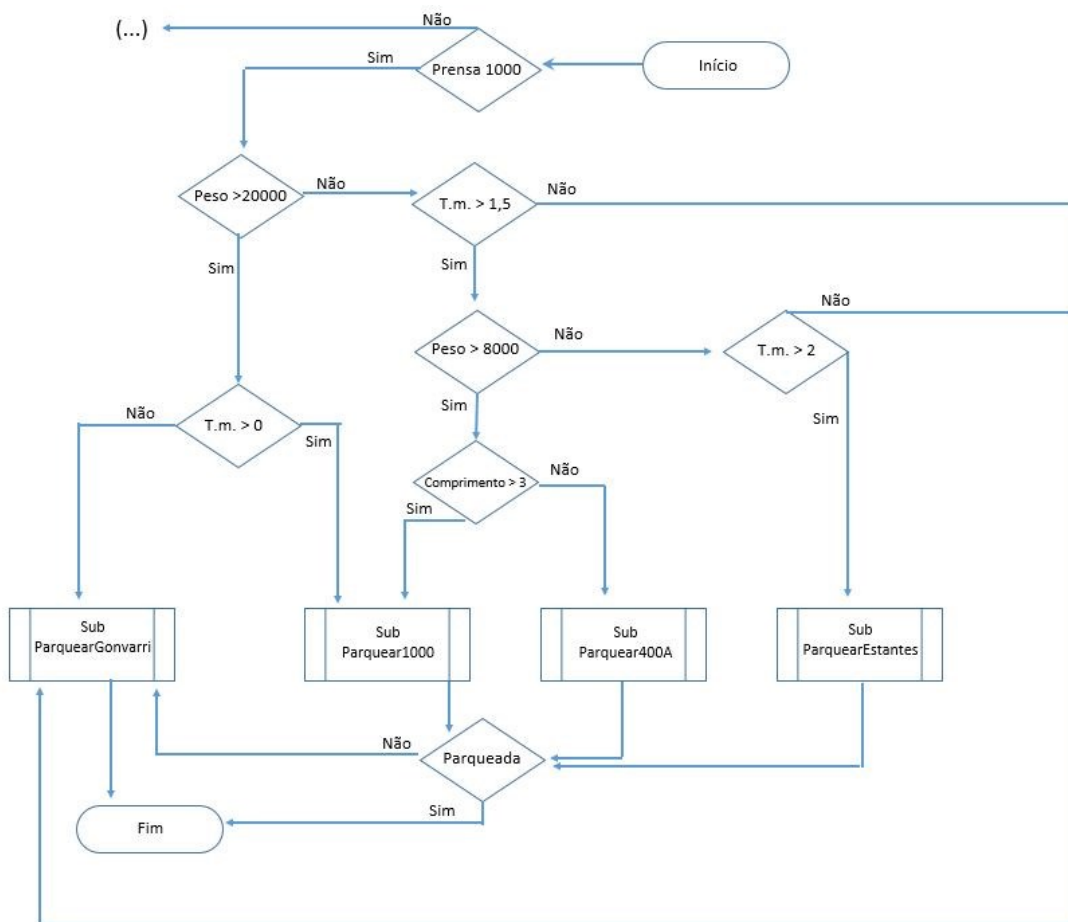 Não
(...)
Sim
Prensa 1000
Início
Peso >20000
Não
T.m. > 1,5
Não
Sim
Sim
Não
Peso > 8000
Não
T.m. > 2
Não
T.m. > 0
Sim
Sim
Sim
Comprimento > 3
Não
Sim
Sub
ParquearGonvarri
Sub
Parquear1000
Sub
Parquear400A
Sub
ParquearEstantes
Não
Parqueada
Sim
Fim